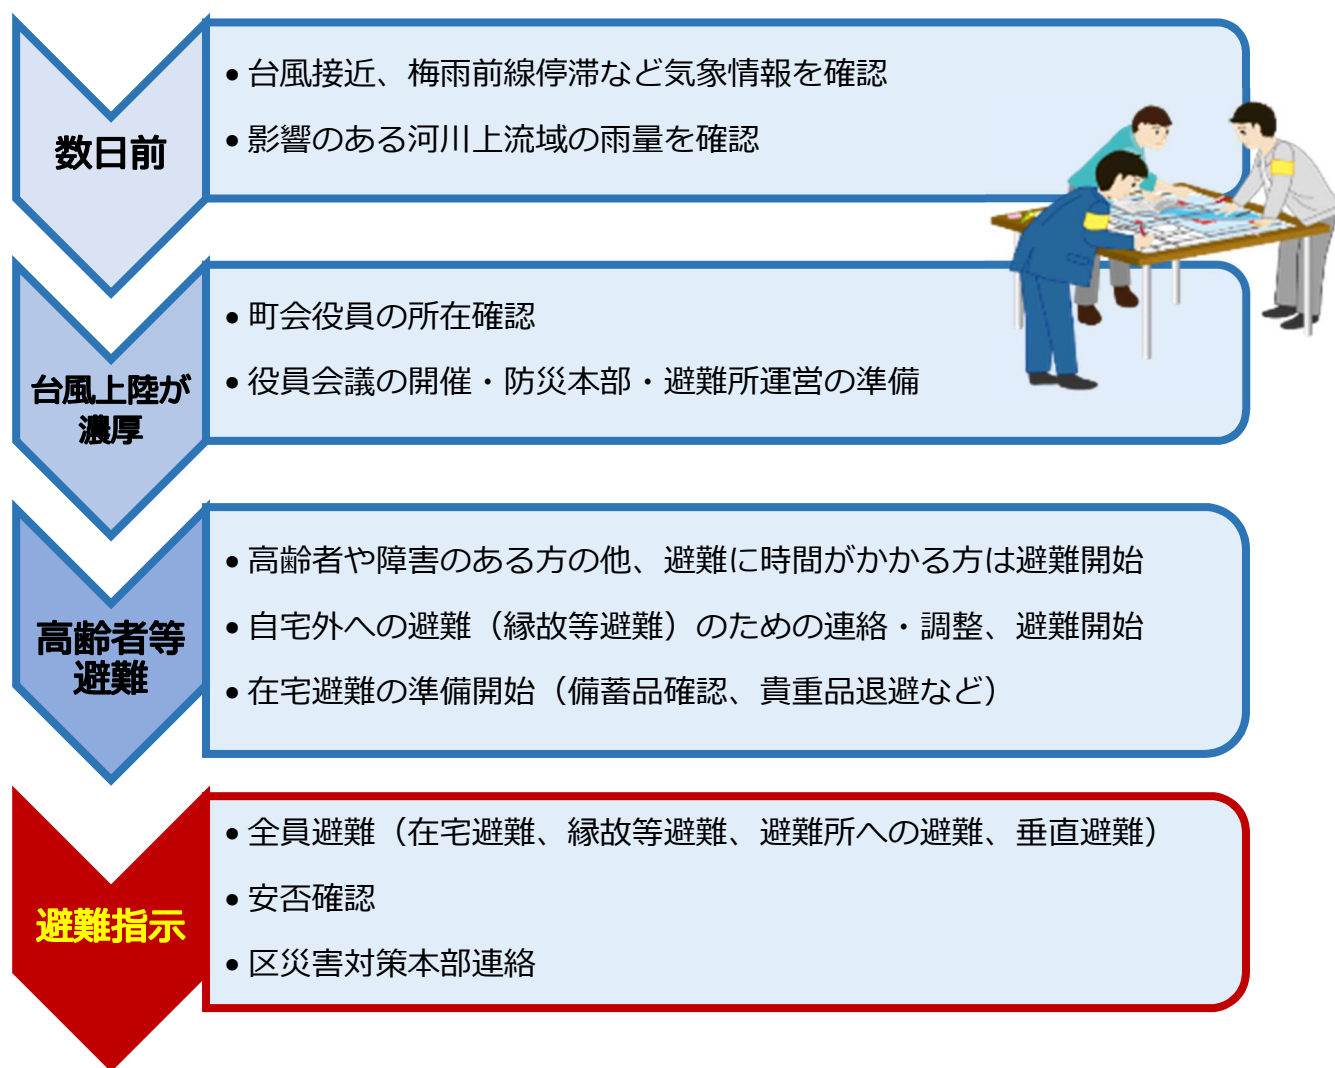 数日前
• 台風接近、梅雨前線停滞など気象情報を確認
• 影響のある河川上流域の雨量を確認
台風上陸が
濃厚
• 町会役員の所在確認
• 役員会議の開催・防災本部・避難所運営の準備
高齢者等
避難
• 高齢者や障害のある方の他、避難に時間がかかる方は避難開始
• 自宅外への避難（縁故等避難）のための連絡・調整、避難開始
• 在宅避難の準備開始（備蓄品確認、貴重品退避など）
避難指示
• 全員避難（在宅避難、縁故等避難、避難所への避難、垂直避難）
• 安否確認
• 区災害対策本部連絡